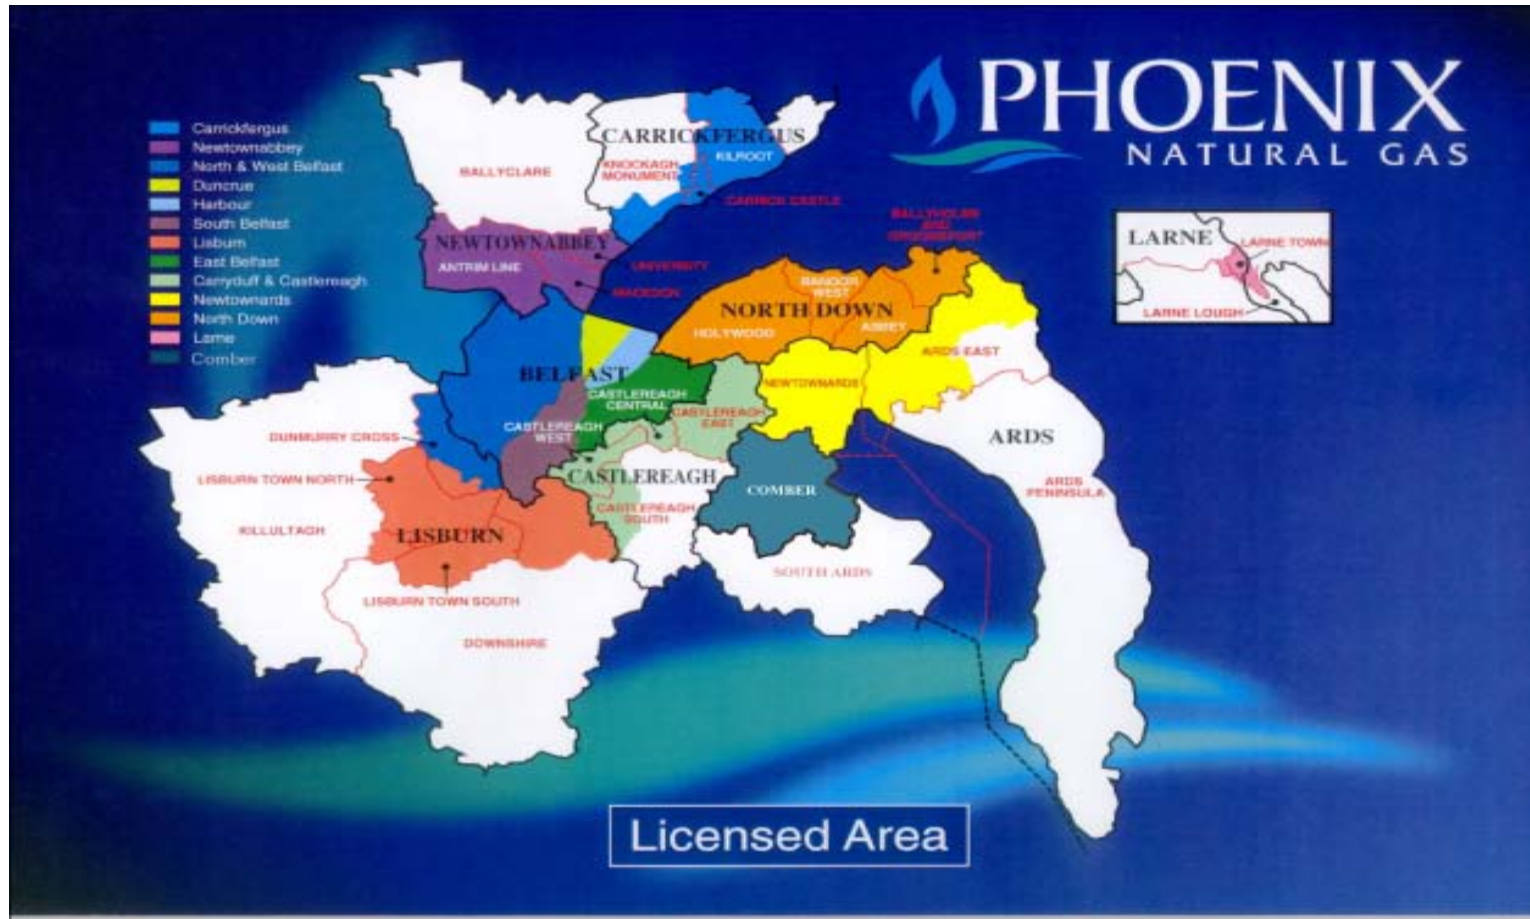 PHOENIX
NATURAL GAS
Carrickfergus
Newtownabbey
North & West Belfast
Duncrue
Harbour
South Belfast
Lisburn
East Belfast
Carryduff & Castlereagh
Newtownards
North Down
Larne
Comber
BALLYCLARE
CARRICKFERGUS
KNOCKAGH
MONUMENT
KILROOT
CARRICK CASTLE
NEWTOWNABBEY
ANTRIM LINE
UNIVERSITY
MACEDON
BALLYHOLME
AND
GROOMSPORT
LARNE
LARNE TOWN
LARNE LOUGH
BANGOR
WEST
NORTH DOWN
HOLYWOOD
ABBEY
ARDS EAST
BELFAST
NEWTOWNARDS
CASTLEREAGH
CENTRAL
CASTLEREAGH
EAST
CASTLEREAGH
WEST
DUNMURRY CROSS
ARDS
CASTLEREAGH
LISBURN TOWN NORTH
COMBER
ARDS
PENINSULA
CASTLEREAGH
SOUTH
KILLULTAGH
LISBURN
SOUTH ARDS
LISBURN TOWN SOUTH
DOWNSHIRE
Licensed Area